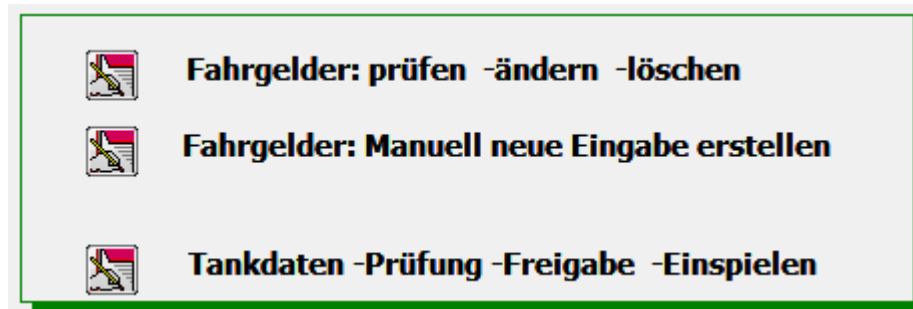 Fahrgelder: prüfen -ändern -löschen
Fahrgelder: Manuell neue Eingabe erstellen
Tankdaten -Prüfung -Freigabe -Einspielen